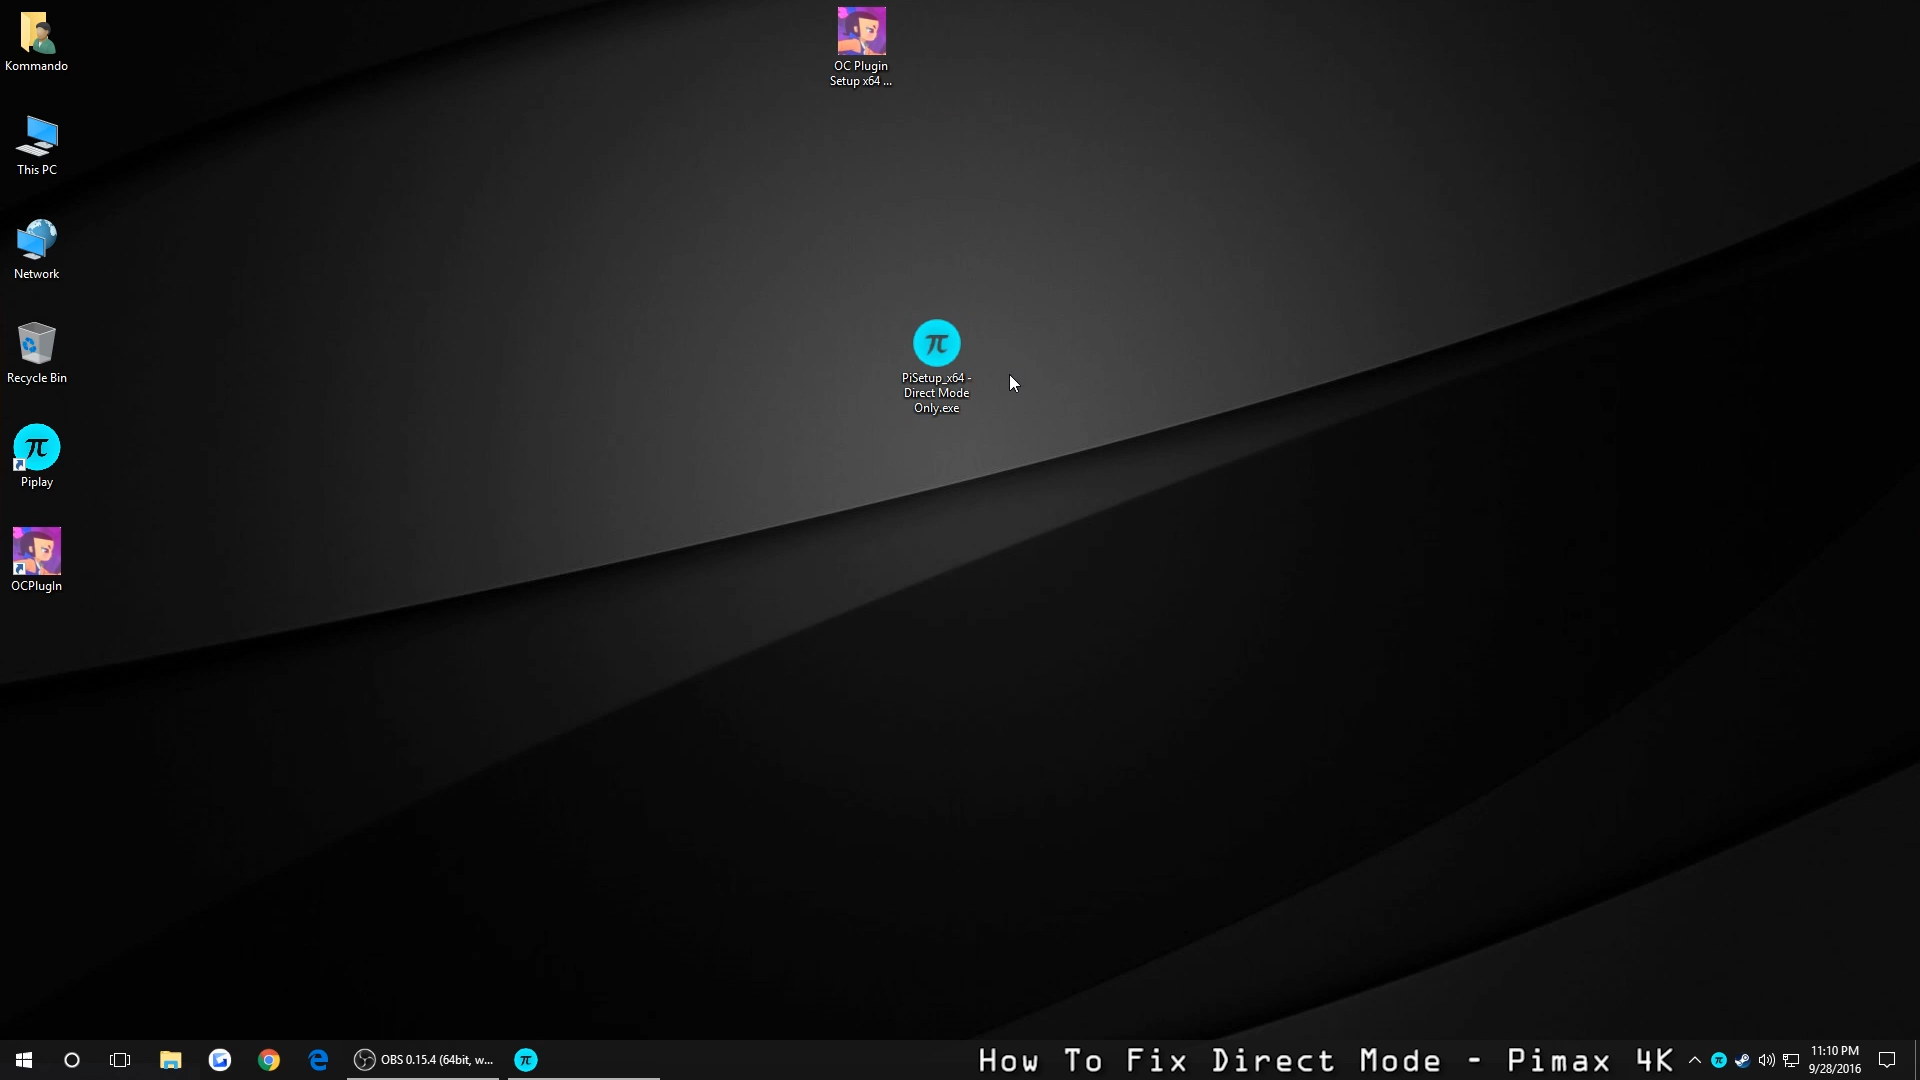 Kommando
This PC
Network
Recycle Bin
Piplay
OCPlugIn
OC Plugin
Setup x64 ...
PiSetup_x64 -
Direct Mode
Only.exe
OBS 0.15.4 (64bit, w...
How To Fix Direct Mode - Pimax 4K
11:10 PM
9/28/2016